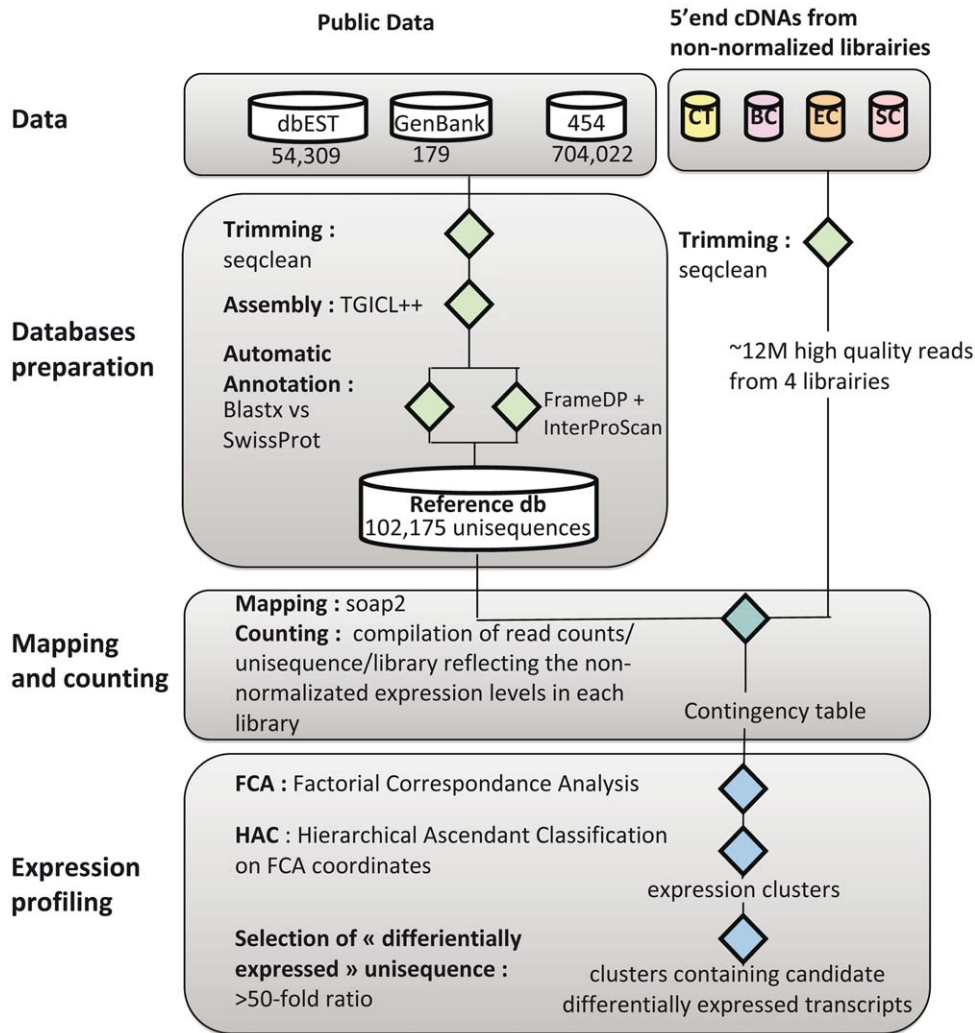 Public Data
5'end cDNAs from
non-normalized librairies
Data
dbEST
54,309
GenBank
179
454
704,022
CT
BC
EC
SC
Databases
preparation
Trimming :
seqclean
Assembly : TGICL++
Automatic
Annotation :
Blastx vs
SwissProt
FrameDP +
InterProScan
Reference db
102,175 unisequences
Trimming :
seqclean
~12M high quality reads
from 4 librairies
Mapping
and counting
Mapping : soap2
Counting : compilation of read counts/
unisequence/library reflecting the non-
normalizated expression levels in each
library
Contingency table
Expression
profiling
FCA : Factorial Correspondance Analysis
HAC : Hierarchical Ascendant Classification
on FCA coordinates
expression clusters
Selection of « differientially
expressed » unisequence :
>50-fold ratio
clusters containing candidate
differentially expressed transcripts